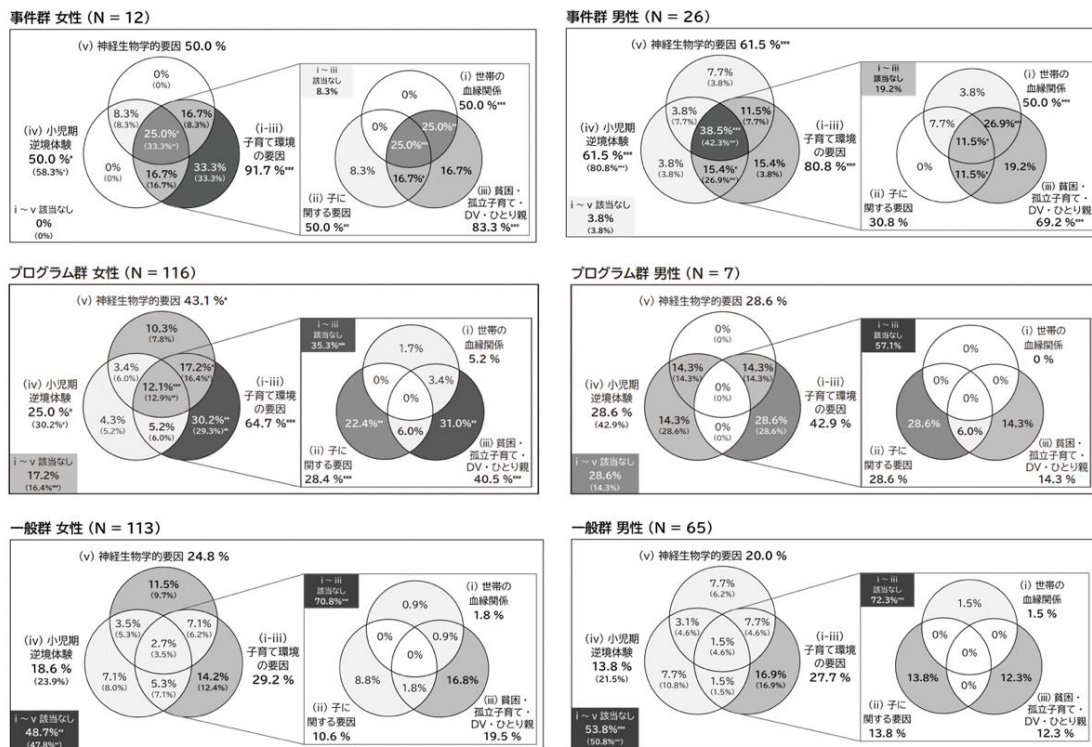 事件群 女性 (N = 12)
(v) 神経生物学的要因 50.0 %
0%
(0%)
8.3%
(8.3%)
16.7%
(8.3%)
25.0%*
(33.3%**)
(iv) 小児期
逆境体験
50.0 %*
(58.3%*)
(i-iii)
子育て環境
の要因
91.7 %***
0%
(0%)
16.7%
(16.7%)
33.3%
(33.3%)
i ～ v 該当なし
0%
(0%)
i ～ iii
該当なし
8.3%
(i) 世帯の
血縁関係
50.0 %***
0%
0%
25.0%**
25.0%***
8.3%
16.7%*
16.7%
(ii) 子に
関する要因
50.0 %**
(iii) 貧困・
孤立子育て・
DV・ひとり親
83.3 %***
事件群 男性 (N = 26)
(v) 神経生物学的要因 61.5 %***
7.7%
(3.8%)
3.8%
(7.7%)
11.5%
(7.7%)
38.5%***
(42.3%***)
(iv) 小児期
逆境体験
61.5 %***
(80.8%***)
(i-iii)
子育て環境
の要因
80.8 %***
3.8%
(3.8%)
15.4%*
(26.9%**)
15.4%
(3.8%)
i ～ v 該当なし
3.8%
(3.8%)
i ～ iii
該当なし
19.2%
(i) 世帯の
血縁関係
50.0 %***
3.8%
7.7%
26.9%**
11.5%*
0%
11.5%*
19.2%
(ii) 子に
関する要因
30.8 %
(iii) 貧困・
孤立子育て・
DV・ひとり親
69.2 %***
プログラム群 女性 (N = 116)
(v) 神経生物学的要因 43.1 %*
10.3%
(7.8%)
3.4%
(6.0%)
17.2%*
(16.4%*)
12.1%***
(12.9%**)
(iv) 小児期
逆境体験
25.0 %*
(30.2%*)
(i-iii)
子育て環境
の要因
64.7 %***
4.3%
(5.2%)
5.2%
(6.0%)
30.2%**
(29.3%)**
i ～ v 該当なし
17.2%
(16.4%***)
i ～ iii
該当なし
35.3%***
(i) 世帯の
血縁関係
5.2 %
1.7%
0%
3.4%
0%
22.4%**
6.0%
31.0%**
(ii) 子に
関する要因
28.4 %***
(iii) 貧困・
孤立子育て・
DV・ひとり親
40.5 %***
プログラム群 男性 (N = 7)
(v) 神経生物学的要因 28.6 %
0%
(0%)
14.3%
(14.3%)
14.3%
(14.3%)
0%
(0%)
(iv) 小児期
逆境体験
28.6 %
(42.9%)
(i-iii)
子育て環境
の要因
42.9 %
14.3%
(28.6%)
0%
(0%)
28.6%
(28.6%)
i ～ v 該当なし
28.6%
(14.3%)
i ～ iii
該当なし
57.1%
(i) 世帯の
血縁関係
0 %
0%
0%
0%
0%
28.6%
6.0%
14.3%
(ii) 子に
関する要因
28.6 %
(iii) 貧困・
孤立子育て・
DV・ひとり親
14.3 %
一般群 女性 (N = 113)
(v) 神経生物学的要因 24.8 %
11.5%
(9.7%)
3.5%
(5.3%)
7.1%
(6.2%)
2.7%
(3.5%)
(iv) 小児期
逆境体験
18.6 %
(23.9%)
(i-iii)
子育て環境
の要因
29.2 %
7.1%
(8.0%)
5.3%
(7.1%)
14.2%
(12.4%)
i ～ v 該当なし
48.7%**
(47.8%**)
i ～ iii
該当なし
70.8%***
(i) 世帯の
血縁関係
1.8 %
0.9%
0%
0.9%
0%
8.8%
1.8%
16.8%
(ii) 子に
関する要因
10.6 %
(iii) 貧困・
孤立子育て・
DV・ひとり親
19.5 %
一般群 男性 (N = 65)
(v) 神経生物学的要因 20.0 %
7.7%
(6.2%)
3.1%
(4.6%)
7.7%
(4.6%)
1.5%
(4.6%)
(iv) 小児期
逆境体験
13.8 %
(21.5%)
(i-iii)
子育て環境
の要因
27.7 %
7.7%
(10.8%)
1.5%
(1.5%)
16.9%
(16.9%)
i ～ v 該当なし
53.8%***
(50.8%***)
i ～ iii
該当なし
72.3%***
(i) 世帯の
血縁関係
1.5 %
1.5%
0%
0%
0%
13.8%
0%
12.3%
(ii) 子に
関する要因
13.8 %
(iii) 貧困・
孤立子育て・
DV・ひとり親
12.3 %